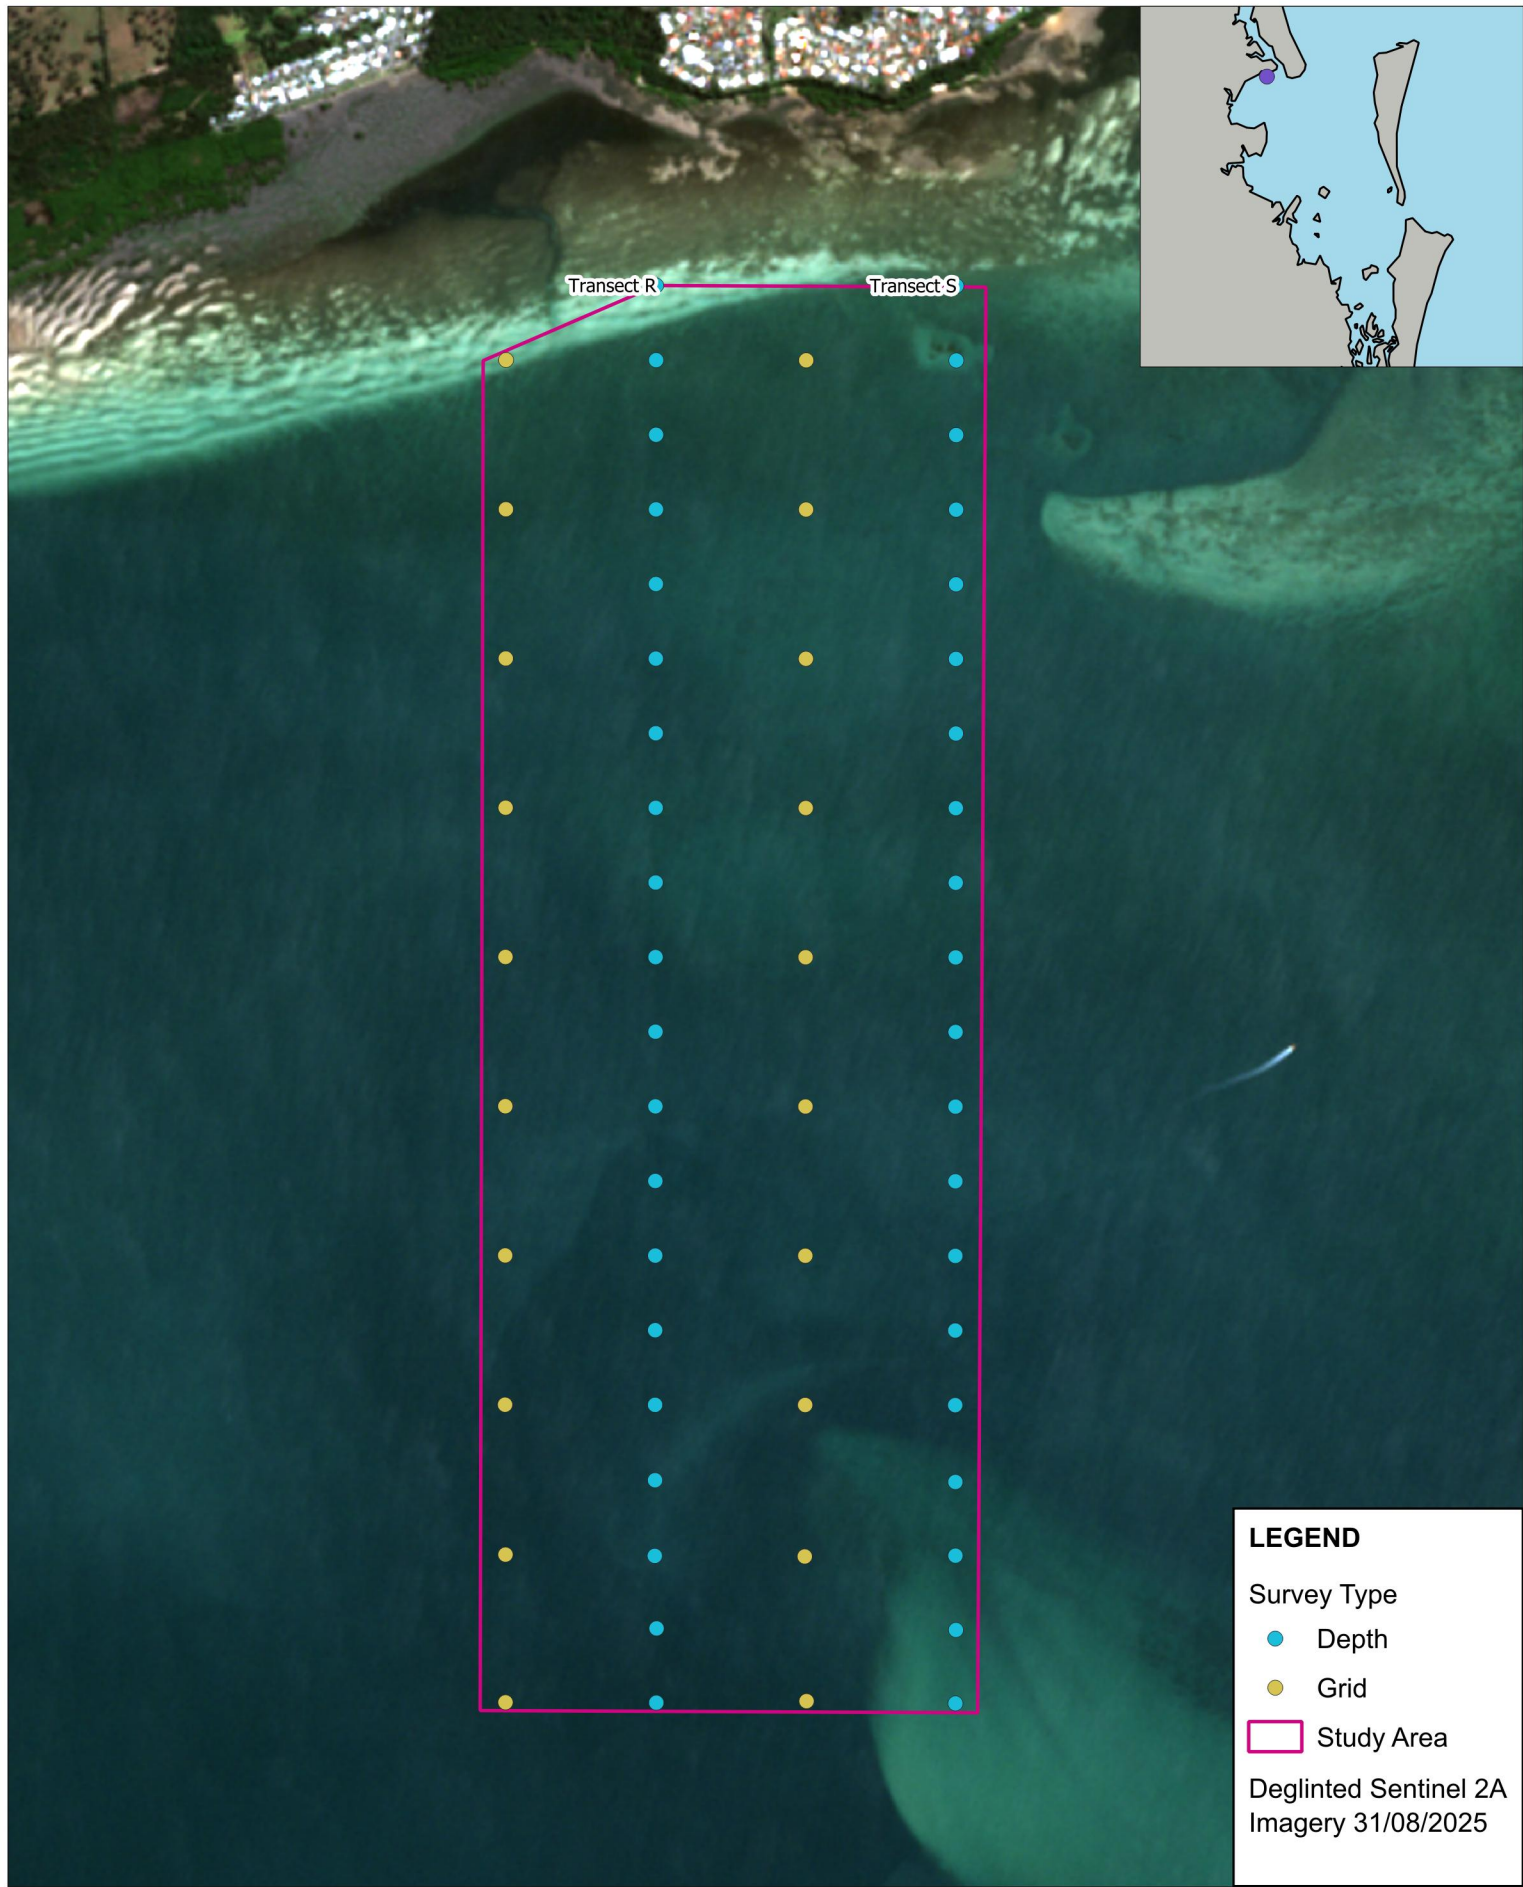 Transect R
Transect S
LEGEND
Survey Type
Depth
Grid
Study Area
Deglinted Sentinel 2A
Imagery 31/08/2025